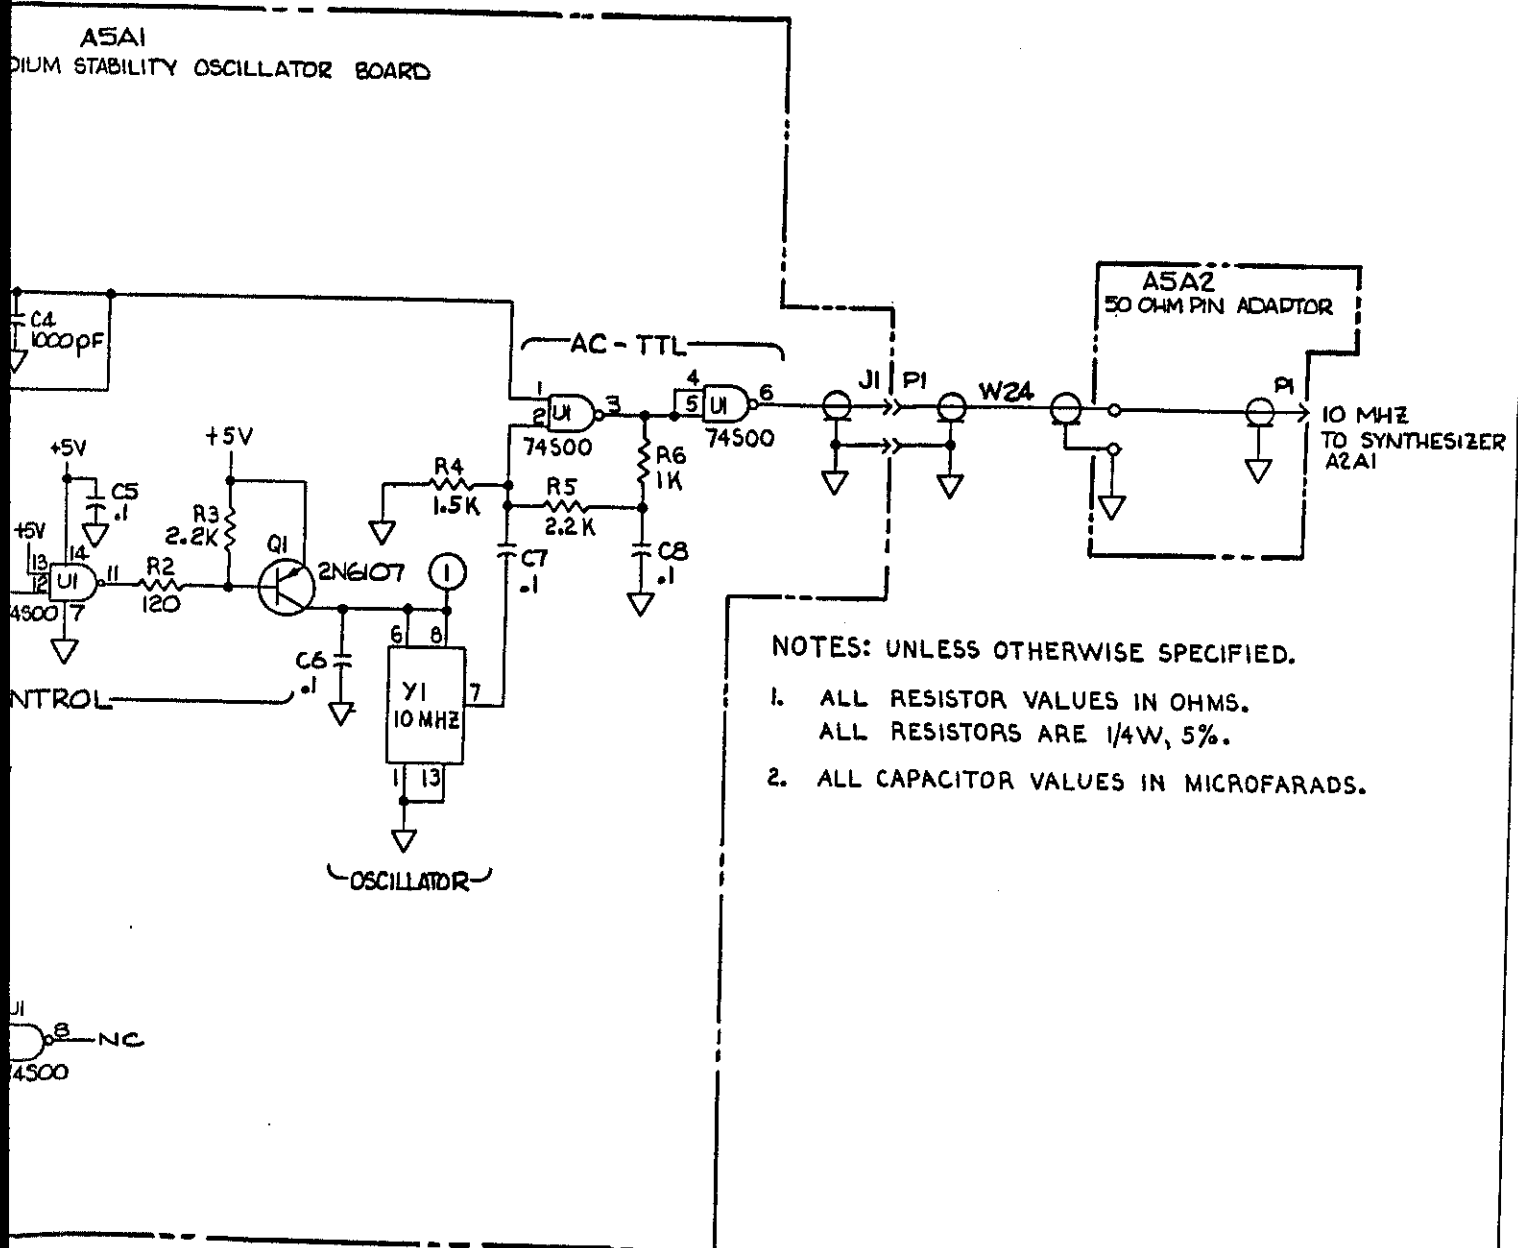 A5A1
DIUM STABILITY OSCILLATOR BOARD
A5A2
50 OHM PIN ADAPTOR
C4
1000pF
AC-TTL
1
2
U1
3
74S00
4
5
U1
6
74S00
J1
P1
W24
P1
10 MHZ
TO SYNTHESIZER
A2A1
+5V
+5V
C5
.1
R3
2.2K
R4
1.5K
R5
2.2K
R6
1K
+5V
13
12
14
U1
11
4S00
7
R2
120
Q1
2N6107
1
C7
.1
C8
.1
C6
.1
6
8
Y1
10 MHZ
7
1
13
NTROL
OSCILLATOR
NOTES: UNLESS OTHERWISE SPECIFIED.
1. ALL RESISTOR VALUES IN OHMS.
ALL RESISTORS ARE 1/4W, 5%.
2. ALL CAPACITOR VALUES IN MICROFARADS.
U1
8
NC
74S00